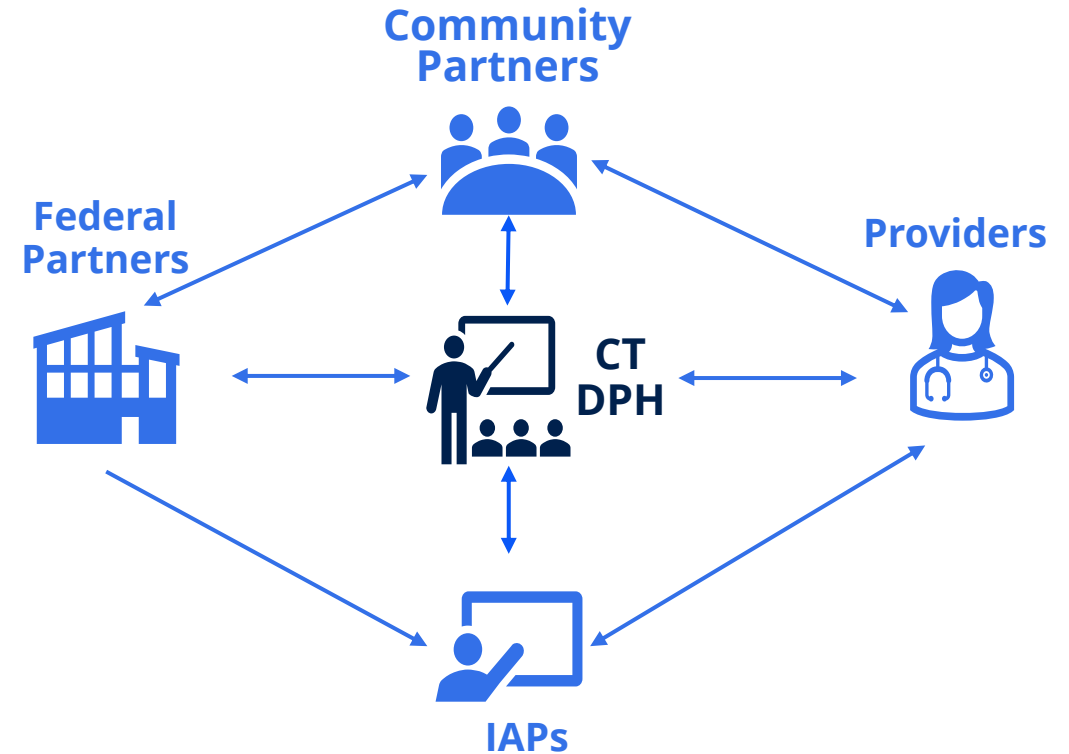 Community
Partners
Federal
Partners
Providers
CT
DPH
IAPs